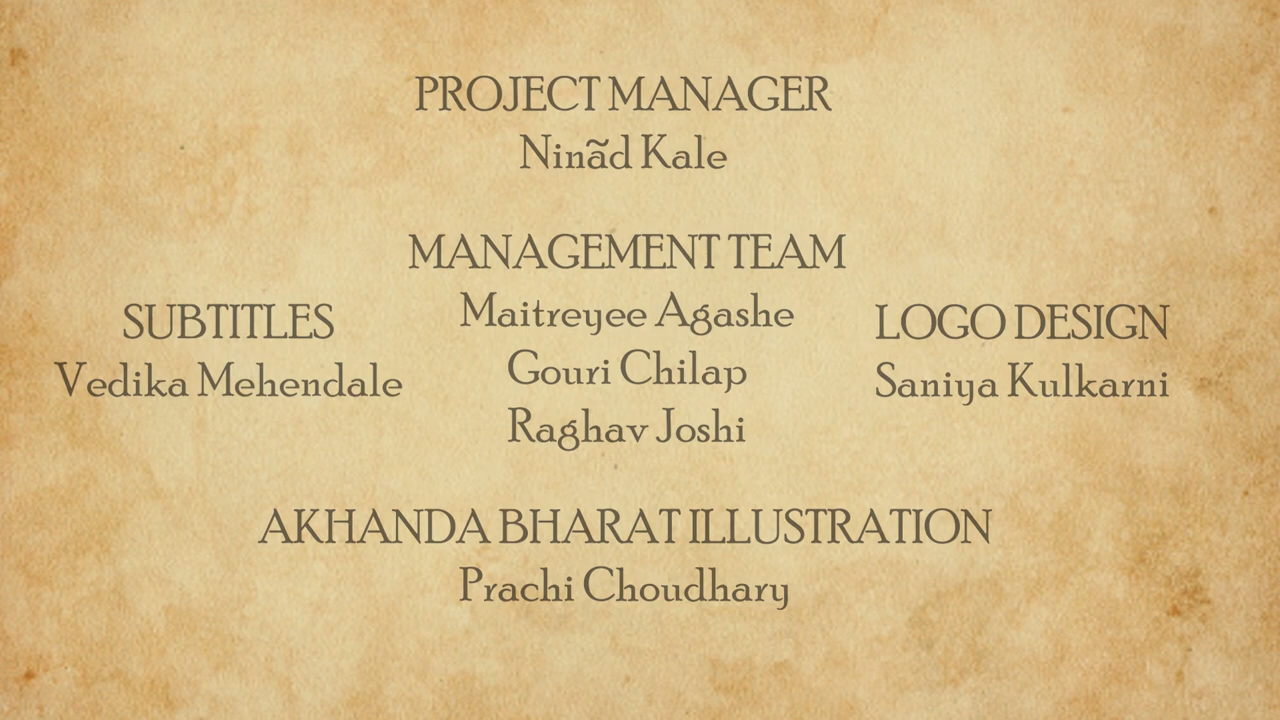 PROJECT MANAGER
Ninãd Kale
MANAGEMENT TEAM
Maitreyee Agashe
Gouri Chilap
Raghav Joshi
SUBTITLES
Vedika Mehendale
LOGO DESIGN
Saniya Kulkarni
AKHANDA BHARAT ILLUSTRATION
Prachi Choudhary